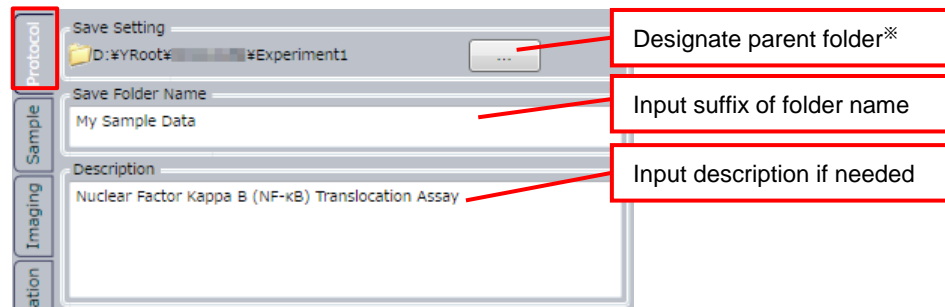 Protocol
Sample
Imaging
ation
Save Setting
D:¥YRoot¥ ¥Experiment1
...
Save Folder Name
My Sample Data
Description
Nuclear Factor Kappa B (NF-κB) Translocation Assay
Designate parent folder※
Input suffix of folder name
Input description if needed